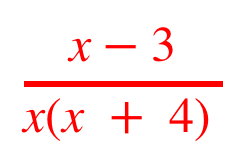 x − 3
x(x + 4)